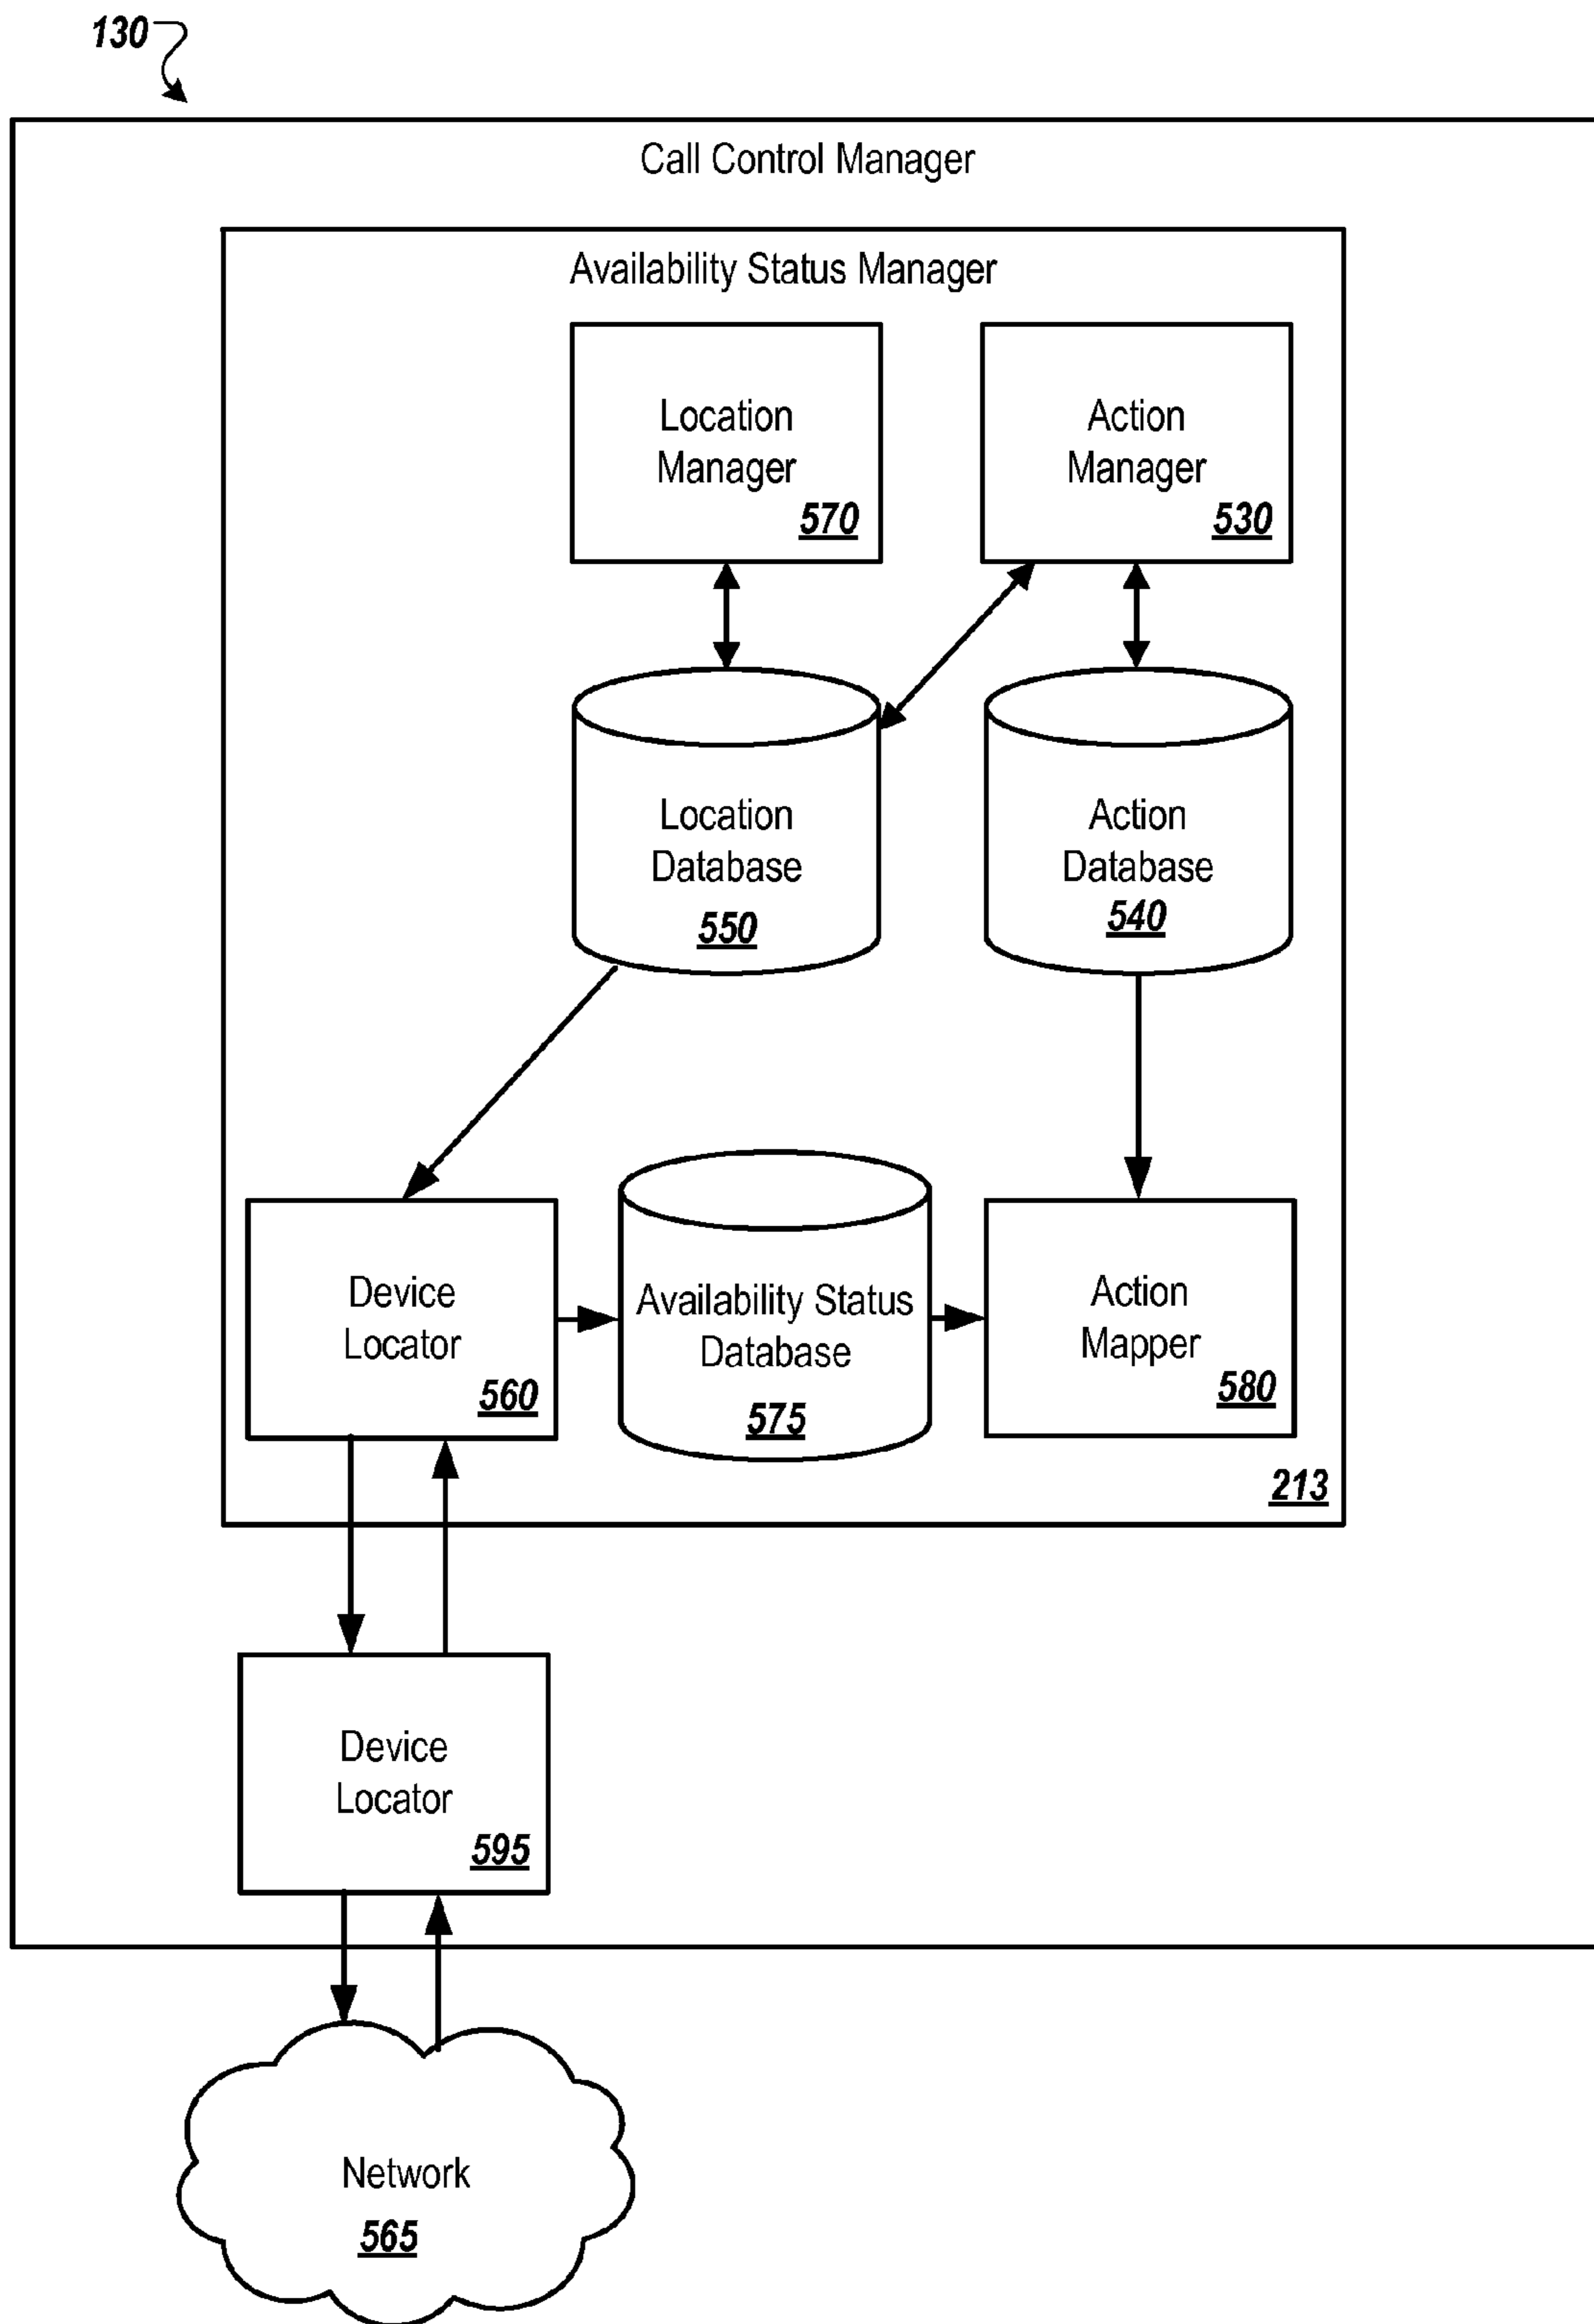 130
Call Control Manager
Availability Status Manager
Location
Manager
570
Action
Manager
530
Location
Database
550
Action
Database
540
Device
Locator
560
Availability Status
Database
575
Action
Mapper
580
213
Device
Locator
595
Network
565